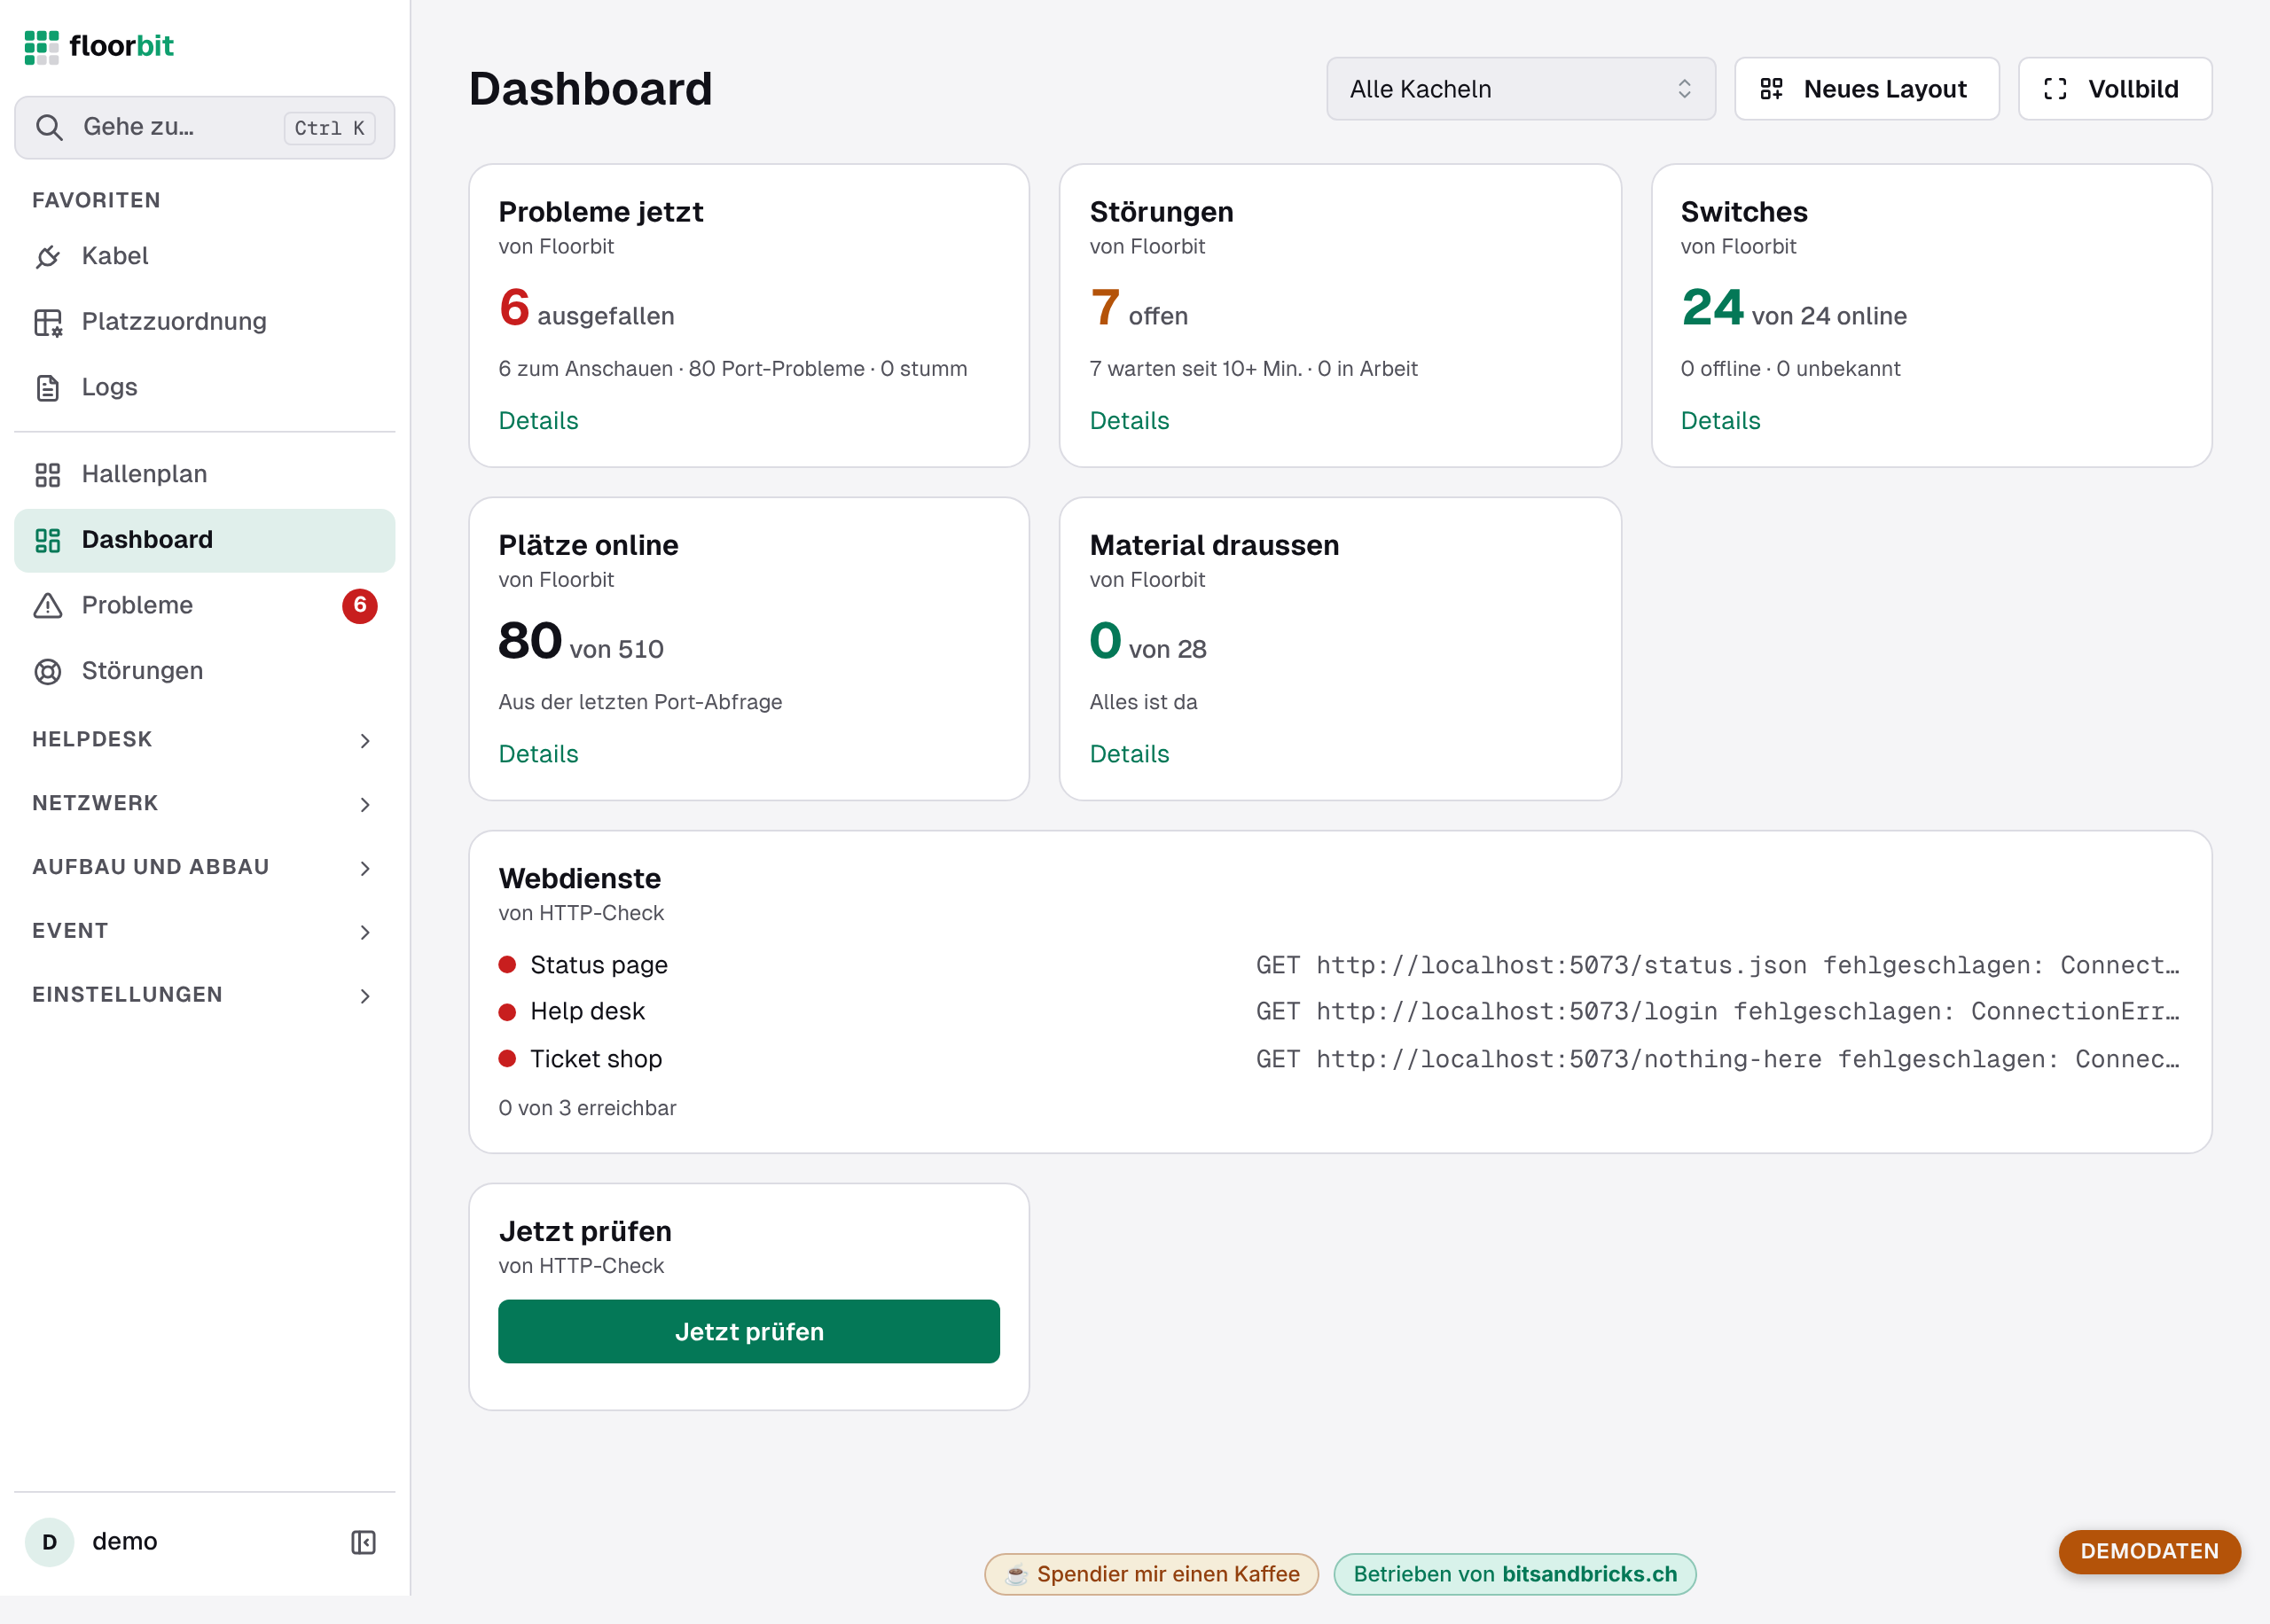 floorbit
Gehe zu... Ctrl K
FAVORITEN
Kabel
Platzzuordnung
Logs
Hallenplan
Dashboard
Probleme 6
Störungen
HELPDESK
NETZWERK
AUFBAU UND ABBAU
EVENT
EINSTELLUNGEN
D demo
Dashboard
Alle Kacheln
Neues Layout
Vollbild
Probleme jetzt
von Floorbit
6 ausgefallen
6 zum Anschauen · 80 Port-Probleme · 0 stumm
Details
Störungen
von Floorbit
7 offen
7 warten seit 10+ Min. · 0 in Arbeit
Details
Switches
von Floorbit
24 von 24 online
0 offline · 0 unbekannt
Details
Plätze online
von Floorbit
80 von 510
Aus der letzten Port-Abfrage
Details
Material draussen
von Floorbit
0 von 28
Alles ist da
Details
Webdienste
von HTTP-Check
Status page GET http://localhost:5073/status.json fehlgeschlagen: Connect…
Help desk GET http://localhost:5073/login fehlgeschlagen: ConnectionErr…
Ticket shop GET http://localhost:5073/nothing-here fehlgeschlagen: Connec…
0 von 3 erreichbar
Jetzt prüfen
von HTTP-Check
Jetzt prüfen
Spendier mir einen Kaffee
Betrieben von bitsandbricks.ch
DEMODATEN